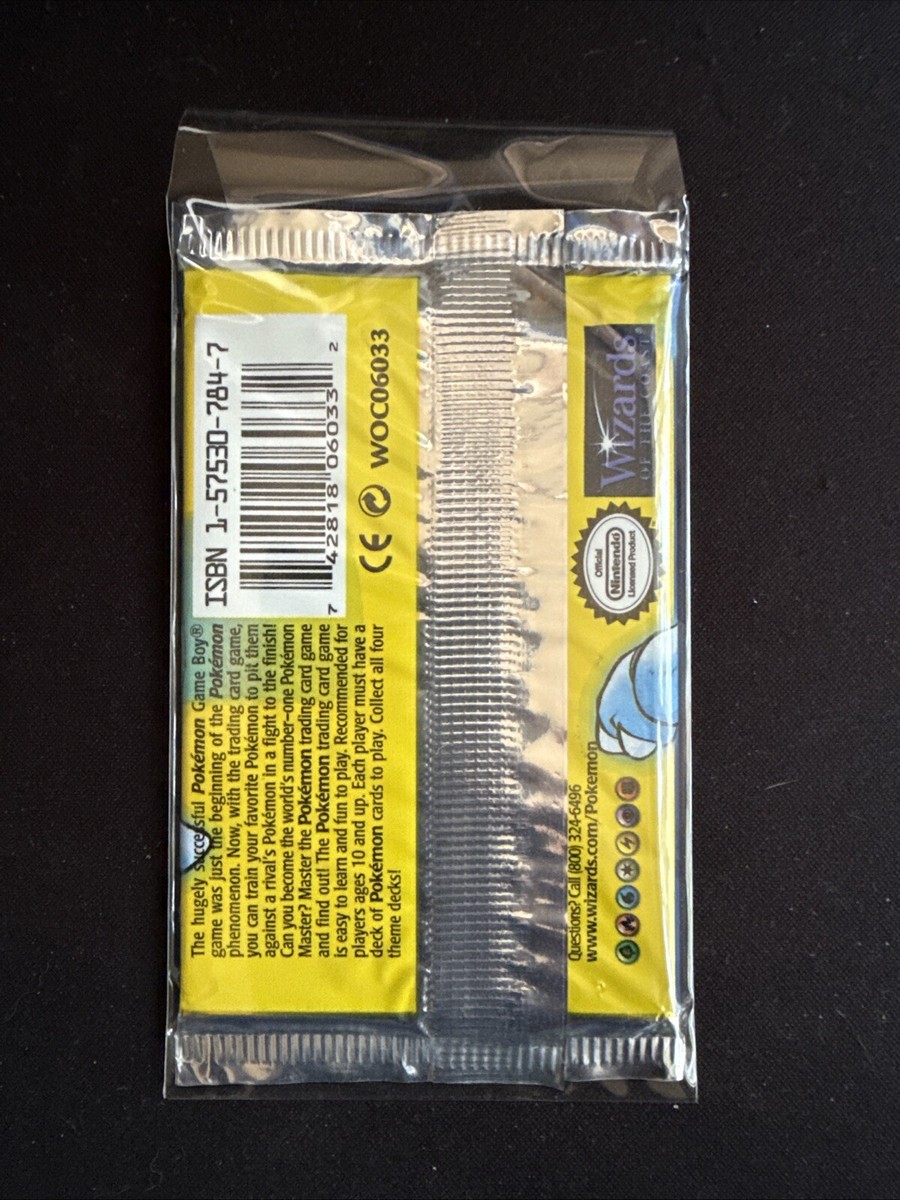 The hugely successful Pokémon Game Boy®
game was just the beginning of the Pokémon
phenomenon. Now, with the trading card game,
you can train your favorite Pokémon to pit them
against a rival's Pokémon in a fight to the finish!
Can you become the world's number-one Pokémon
Master? Master the Pokémon trading card game
and find out! The Pokémon trading card game
is easy to learn and fun to play. Recommended for
players ages 10 and up. Each player must have a
deck of Pokémon cards to play. Collect all four
theme decks!
ISBN 1-57530-784-7
7 42818 06033 2
CE WOC06033
Questions? Call (800) 324-6496
www.wizards.com/Pokemon
Official
Nintendo
Licensed Product
Wizards
OF THE COAST